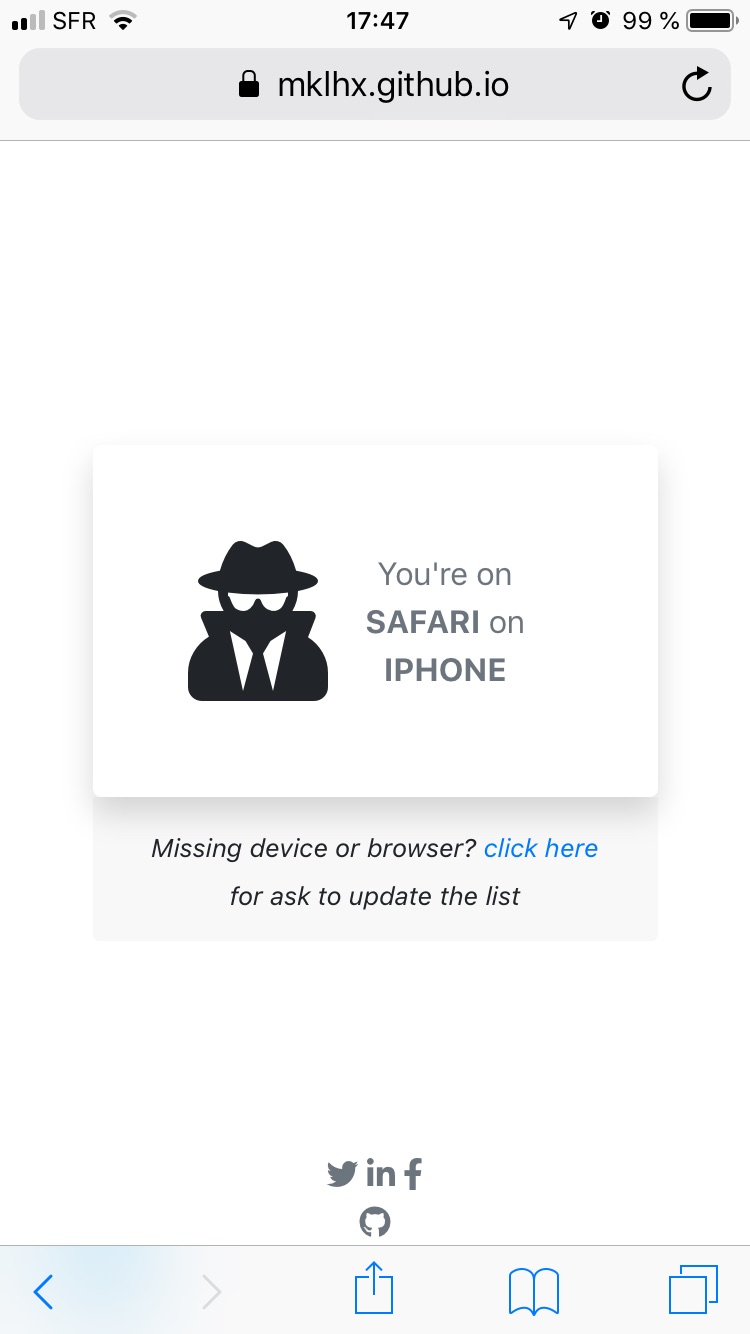 SFR 17:47 99 %
mklhx.github.io
You're on
SAFARI on
IPHONE
Missing device or browser? click here
for ask to update the list